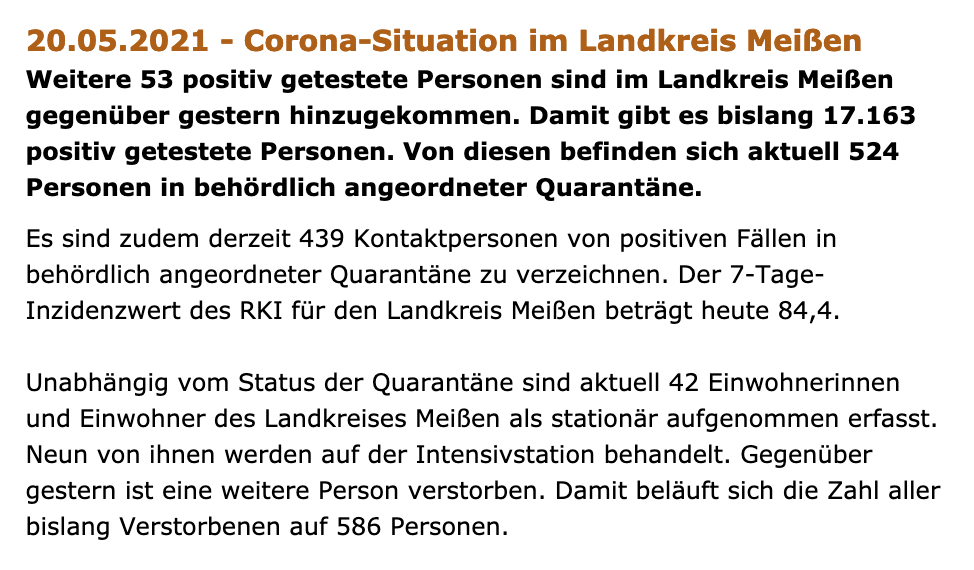 20.05.2021 - Corona-Situation im Landkreis Meißen
Weitere 53 positiv getestete Personen sind im Landkreis Meißen
gegenüber gestern hinzugekommen. Damit gibt es bislang 17.163
positiv getestete Personen. Von diesen befinden sich aktuell 524
Personen in behördlich angeordneter Quarantäne.
Es sind zudem derzeit 439 Kontaktpersonen von positiven Fällen in
behördlich angeordneter Quarantäne zu verzeichnen. Der 7-Tage-
Inzidenzwert des RKI für den Landkreis Meißen beträgt heute 84,4.
Unabhängig vom Status der Quarantäne sind aktuell 42 Einwohnerinnen
und Einwohner des Landkreises Meißen als stationär aufgenommen erfasst.
Neun von ihnen werden auf der Intensivstation behandelt. Gegenüber
gestern ist eine weitere Person verstorben. Damit beläuft sich die Zahl aller
bislang Verstorbenen auf 586 Personen.